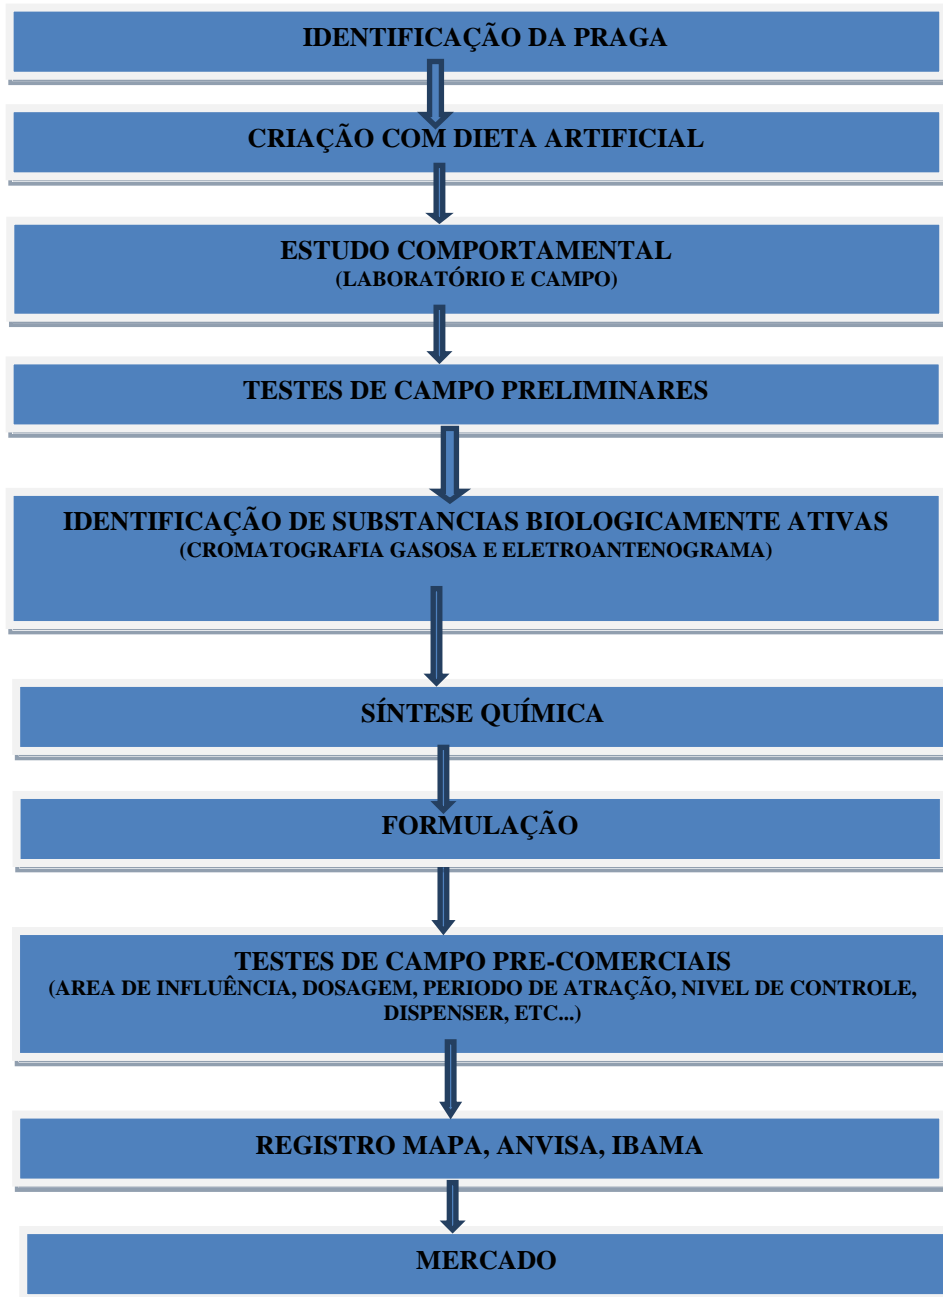 IDENTIFICAÇÃO DA PRAGA
CRIAÇÃO COM DIETA ARTIFICIAL
ESTUDO COMPORTAMENTAL
(LABORATÓRIO E CAMPO)
TESTES DE CAMPO PRELIMINARES
IDENTIFICAÇÃO DE SUBSTANCIAS BIOLOGICAMENTE ATIVAS
(CROMATOGRAFIA GASOSA E ELETROANTENOGRAMA)
SÍNTESE QUÍMICA
FORMULAÇÃO
TESTES DE CAMPO PRE-COMERCIAIS
(AREA DE INFLUÊNCIA, DOSAGEM, PERIODO DE ATRAÇÃO, NIVEL DE CONTROLE,
DISPENSER, ETC...)
REGISTRO MAPA, ANVISA, IBAMA
MERCADO